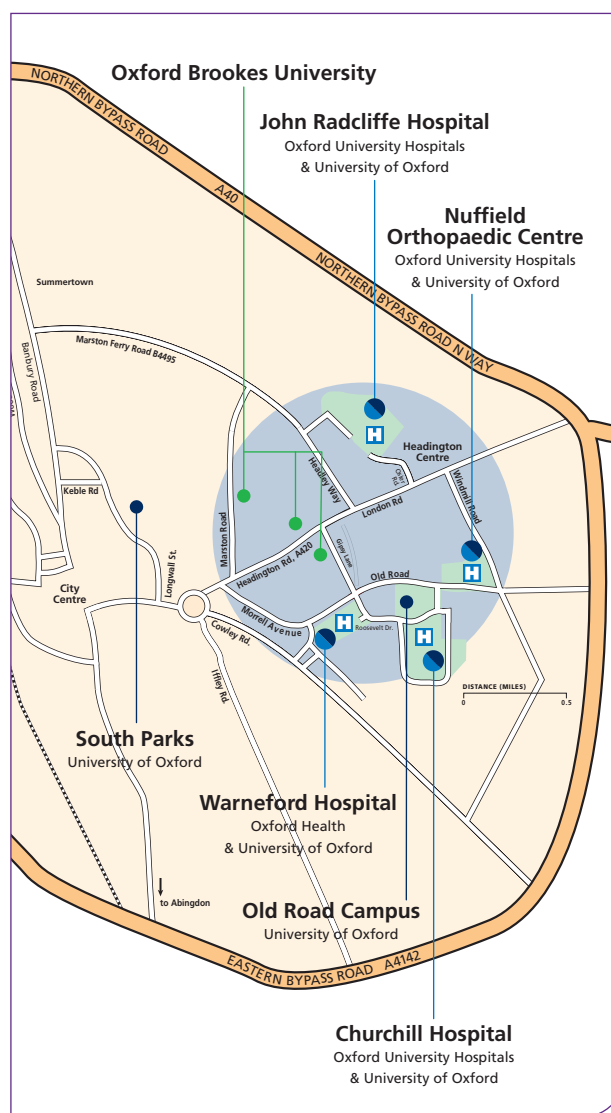 Oxford Brookes University
John Radcliffe Hospital
Oxford University Hospitals
& University of Oxford
Nuffield
Orthopaedic Centre
Oxford University Hospitals
& University of Oxford
NORTHERN BYPASS ROAD
A40
NORTHERN BYPASS ROAD N WAY
Summertown
Banbury Road
Marston Ferry Road B4495
H
Headington
Centre
Osler
Rd.
Headley Way
London Rd
Windmill Road
Keble Rd
Marston Road
Longwall St.
Headington Rd, A420
Gipsy Lane
Old Road
H
City
Centre
Morrell Avenue
Cowley Rd.
H
Roosevelt Dr.
H
Iffley Rd.
DISTANCE (MILES)
0
0.5
South Parks
University of Oxford
Warneford Hospital
Oxford Health
& University of Oxford
to Abingdon
Old Road Campus
University of Oxford
EASTERN BYPASS ROAD A4142
Churchill Hospital
Oxford University Hospitals
& University of Oxford